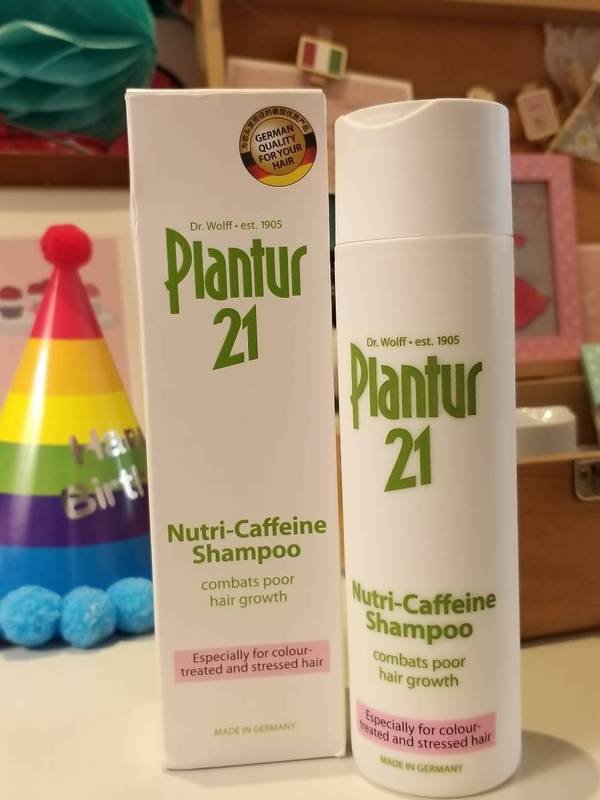 GERMAN
QUALITY
FOR YOUR
HAIR
Dr. Wolff • est. 1905
Plantur
21
Nutri-Caffeine
Shampoo
combats poor
hair growth
Especially for colour-
treated and stressed hair
MADE IN GERMANY
Dr. Wolff • est. 1905
Plantur
21
Nutri-Caffeine
Shampoo
combats poor
hair growth
Especially for colour-
treated and stressed hair
MADE IN GERMANY
Happy
Birth